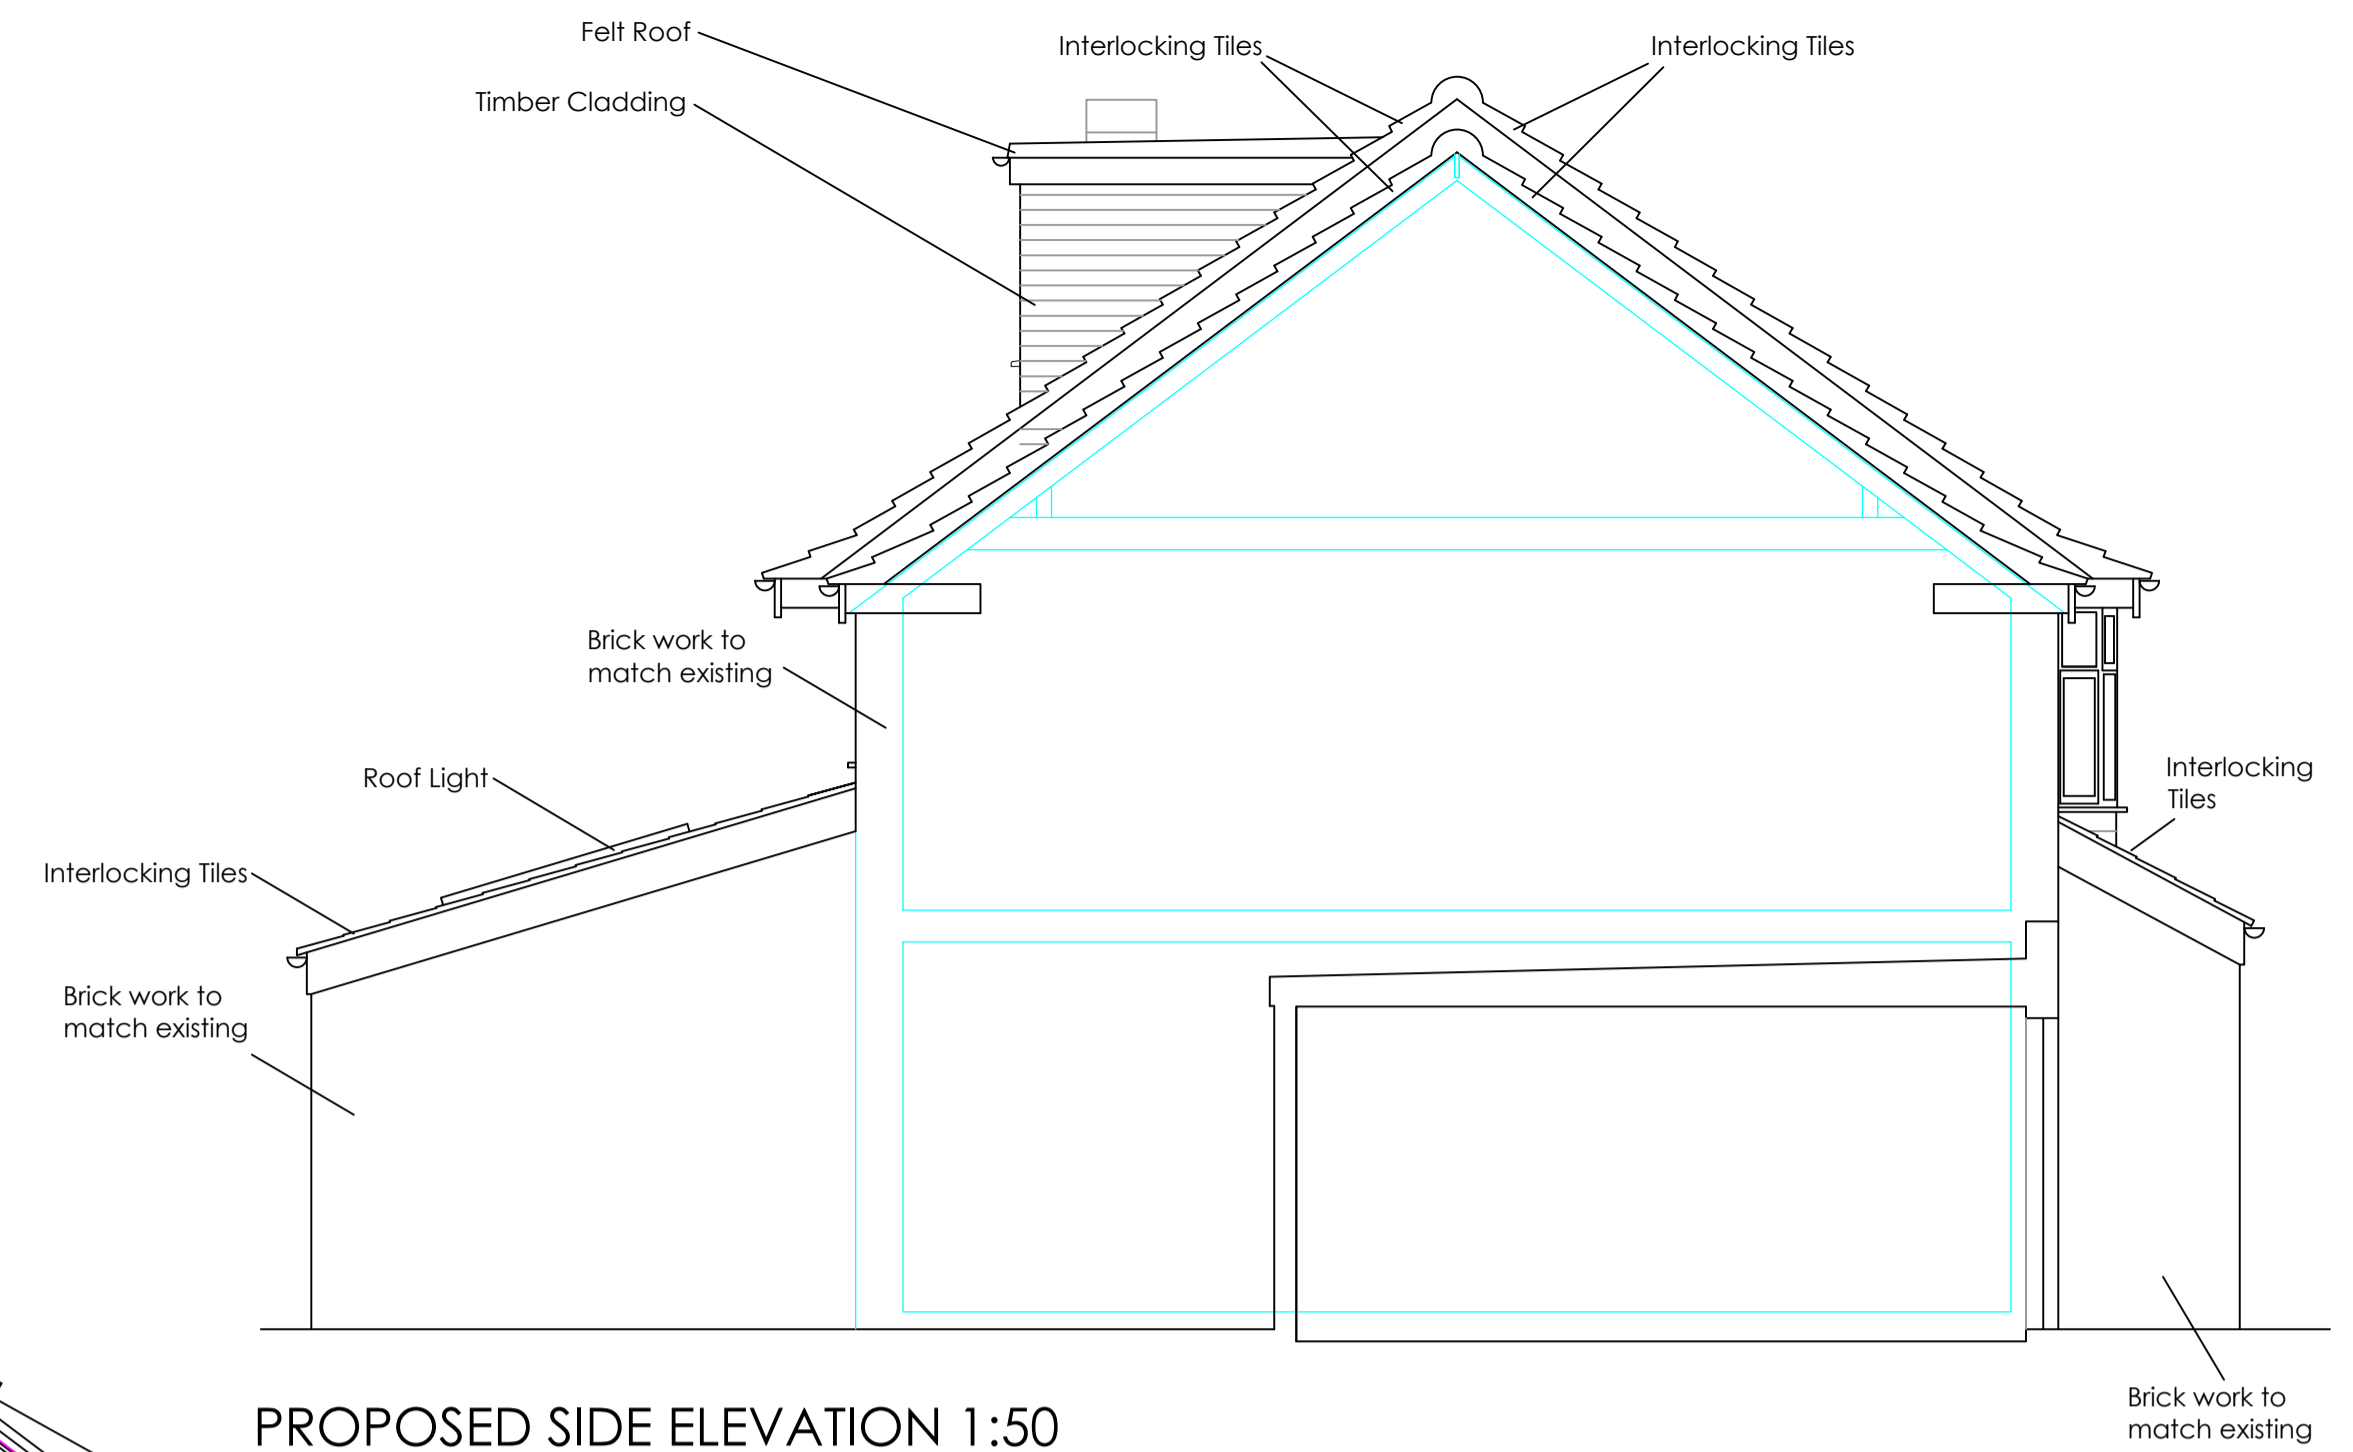 Felt Roof
Interlocking Tiles
Interlocking Tiles
Timber Cladding
Brick work to
match existing
Roof Light
Interlocking
Tiles
Interlocking Tiles
Brick work to
match existing
Brick work to
match existing
PROPOSED SIDE ELEVATION 1:50